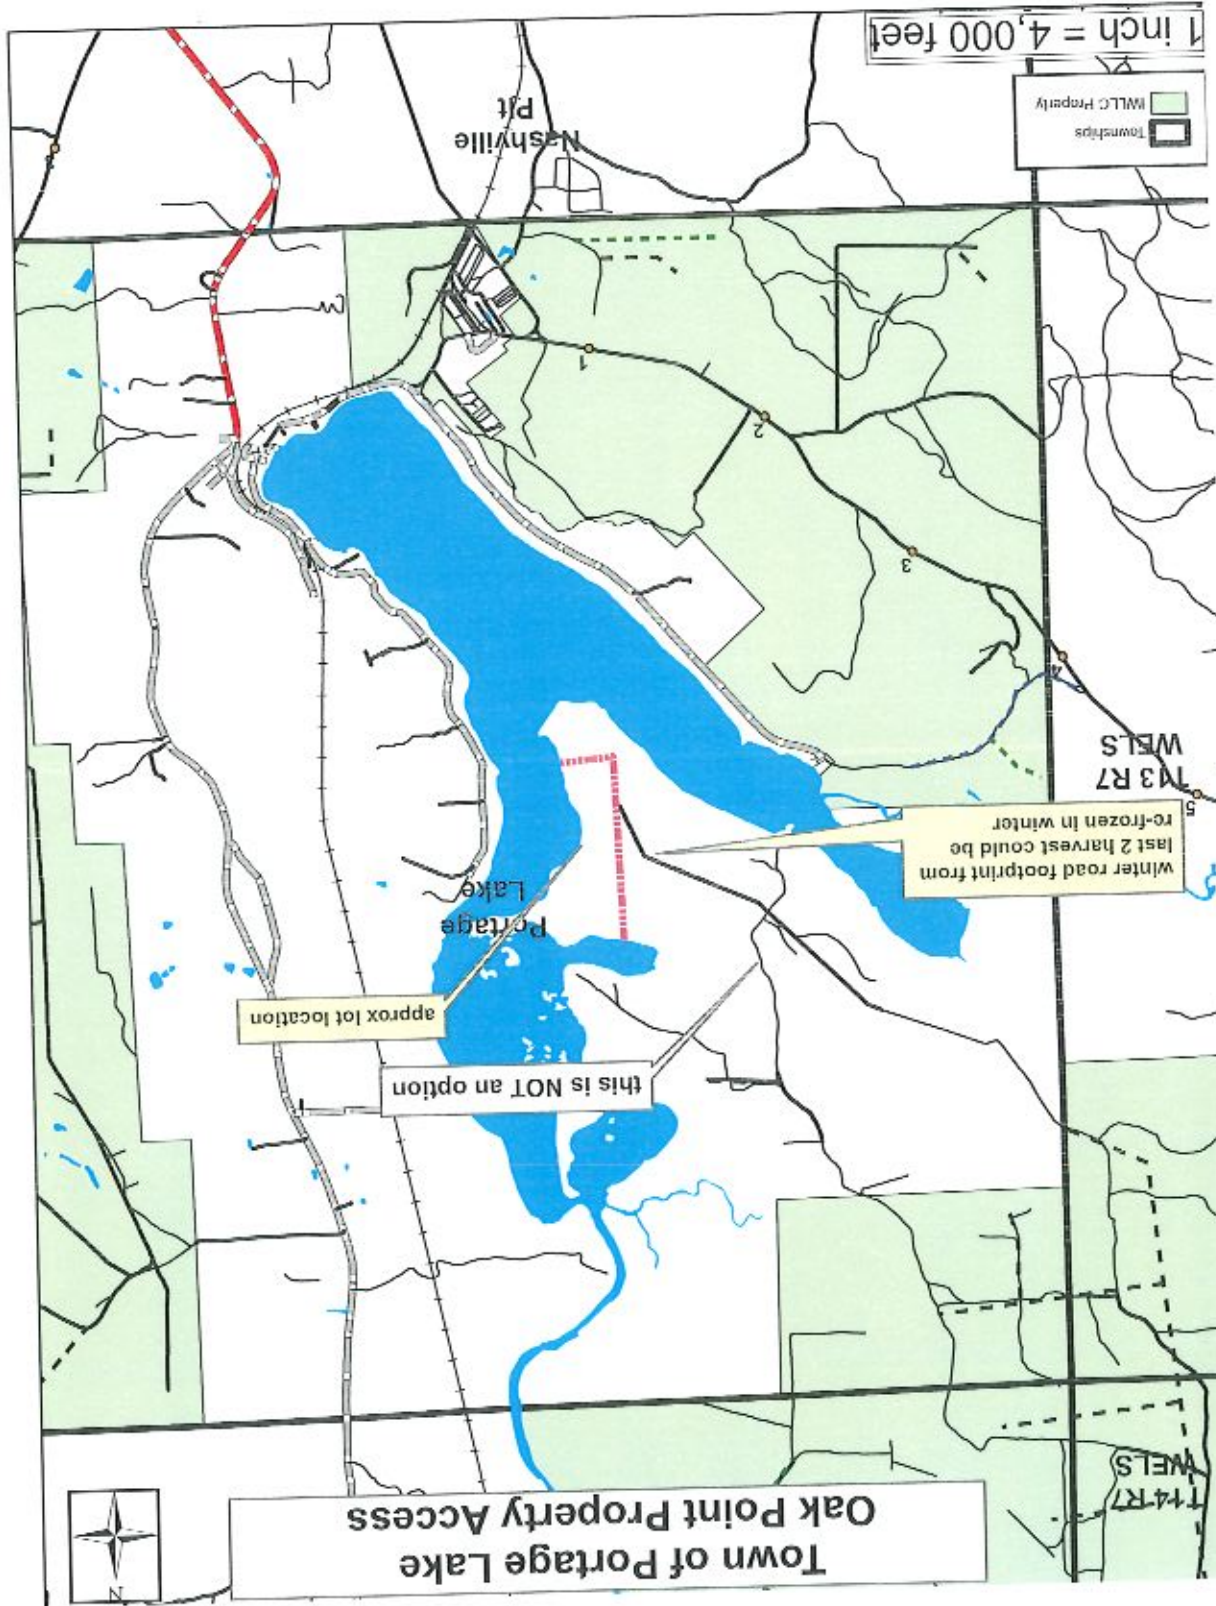 Town of Portage Lake
Oak Point Property Access
N
T14 R7
WELS
this is NOT an option
approx lot location
Portage
Lake
winter road footprint from
last 2 harvest could be
re-frozen in winter
T13 R7
WELS
5
4
3
2
1
Nashville
Plt
Townships
IWLLC Property
1 inch = 4,000 feet